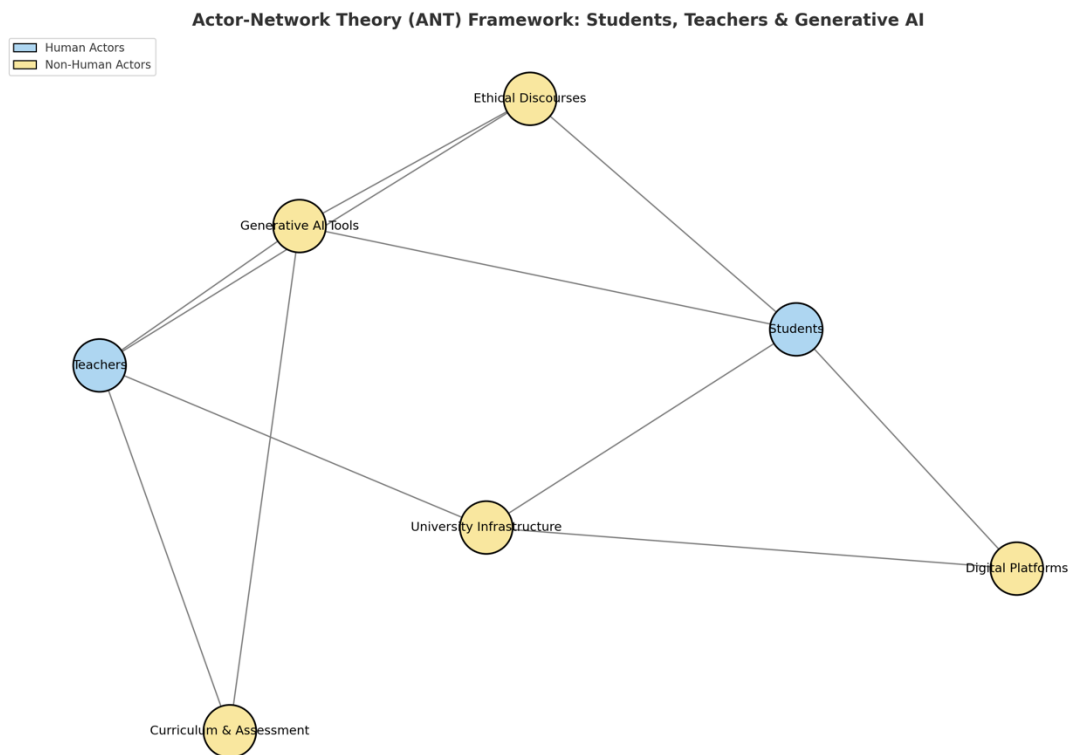 Actor-Network Theory (ANT) Framework: Students, Teachers & Generative AI
Human Actors
Non-Human Actors
Ethical Discourses
Generative AI Tools
Students
Teachers
University Infrastructure
Digital Platforms
Curriculum & Assessment